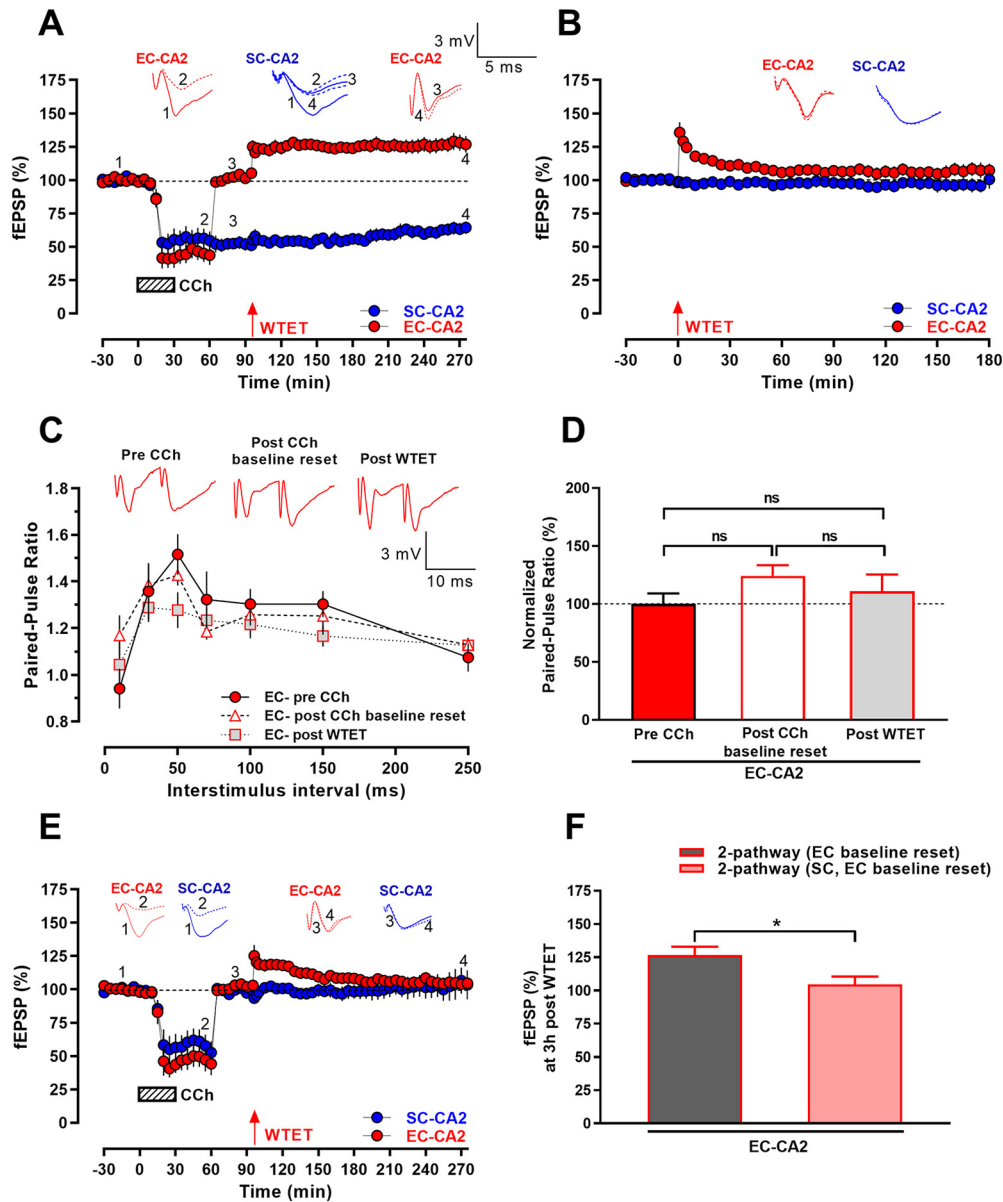 A
3 mV
5 ms
EC-CA2
SC-CA2
EC-CA2
2
1
2
3
1
4
3
4
175
150
125
100
75
50
25
0
fEPSP (%)
1
2
3
3
4
4
CCh
WTET
SC-CA2
EC-CA2
-30 0 30 60 90 120 150 180 210 240 270
Time (min)
B
EC-CA2
SC-CA2
175
150
125
100
75
50
25
0
fEPSP (%)
WTET
SC-CA2
EC-CA2
-30 0 30 60 90 120 150 180
Time (min)
C
Pre CCh
Post CCh
baseline reset
Post WTET
3 mV
10 ms
1.8
1.6
1.4
1.2
1.0
0.8
Paired-Pulse Ratio
EC- pre CCh
EC- post CCh baseline reset
EC- post WTET
0 50 100 150 200 250
Interstimulus interval (ms)
D
200
150
100
50
0
Normalized
Paired-Pulse Ratio (%)
ns
ns
ns
Pre CCh
Post CCh
baseline reset
Post WTET
EC-CA2
E
EC-CA2
SC-CA2
EC-CA2
SC-CA2
2
1
2
1
4
3
3
4
175
150
125
100
75
50
25
0
fEPSP (%)
1
2
3
4
CCh
WTET
SC-CA2
EC-CA2
-30 0 30 60 90 120 150 180 210 240 270
Time (min)
F
2-pathway (EC baseline reset)
2-pathway (SC, EC baseline reset)
175
150
125
100
75
50
25
0
fEPSP (%)
at 3h post WTET
*
EC-CA2